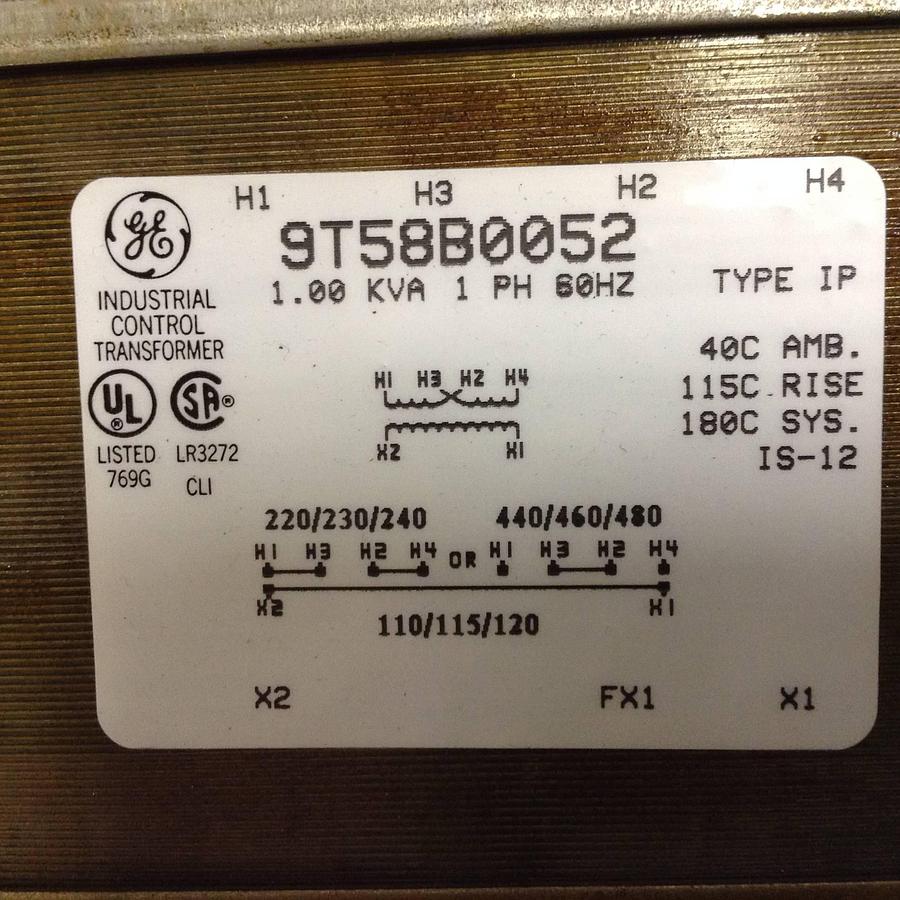 H1 H3 H2 H4
GE
9T58B0052
1.00 KVA 1 PH 60HZ
TYPE IP
INDUSTRIAL
CONTROL
TRANSFORMER
40C AMB.
115C RISE
180C SYS.
IS-12
UL ®
SA ®
LISTED
769G
LR3272
CLI
H1 H3 H2 H4
X2 X1
220/230/240 440/460/480
H1 H3 H2 H4 OR H1 H3 H2 H4
X2 X1
110/115/120
X2 FX1 X1